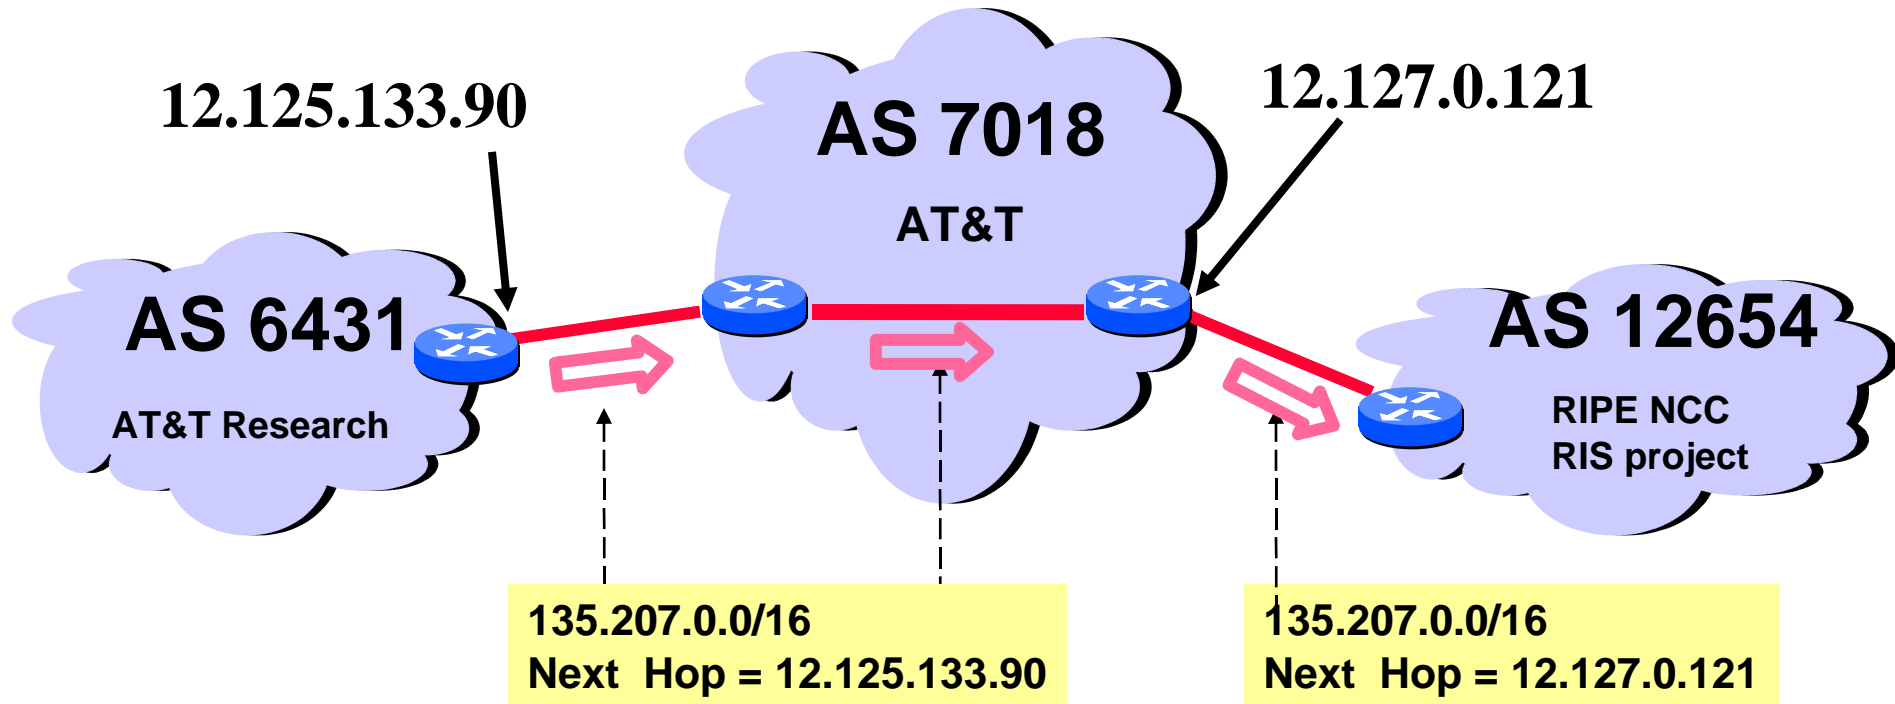 12.125.133.90
12.127.0.121
AS 7018
AT&T
AS 6431
AT&T Research
AS 12654
RIPE NCC
RIS project
135.207.0.0/16
Next Hop = 12.125.133.90
135.207.0.0/16
Next Hop = 12.127.0.121